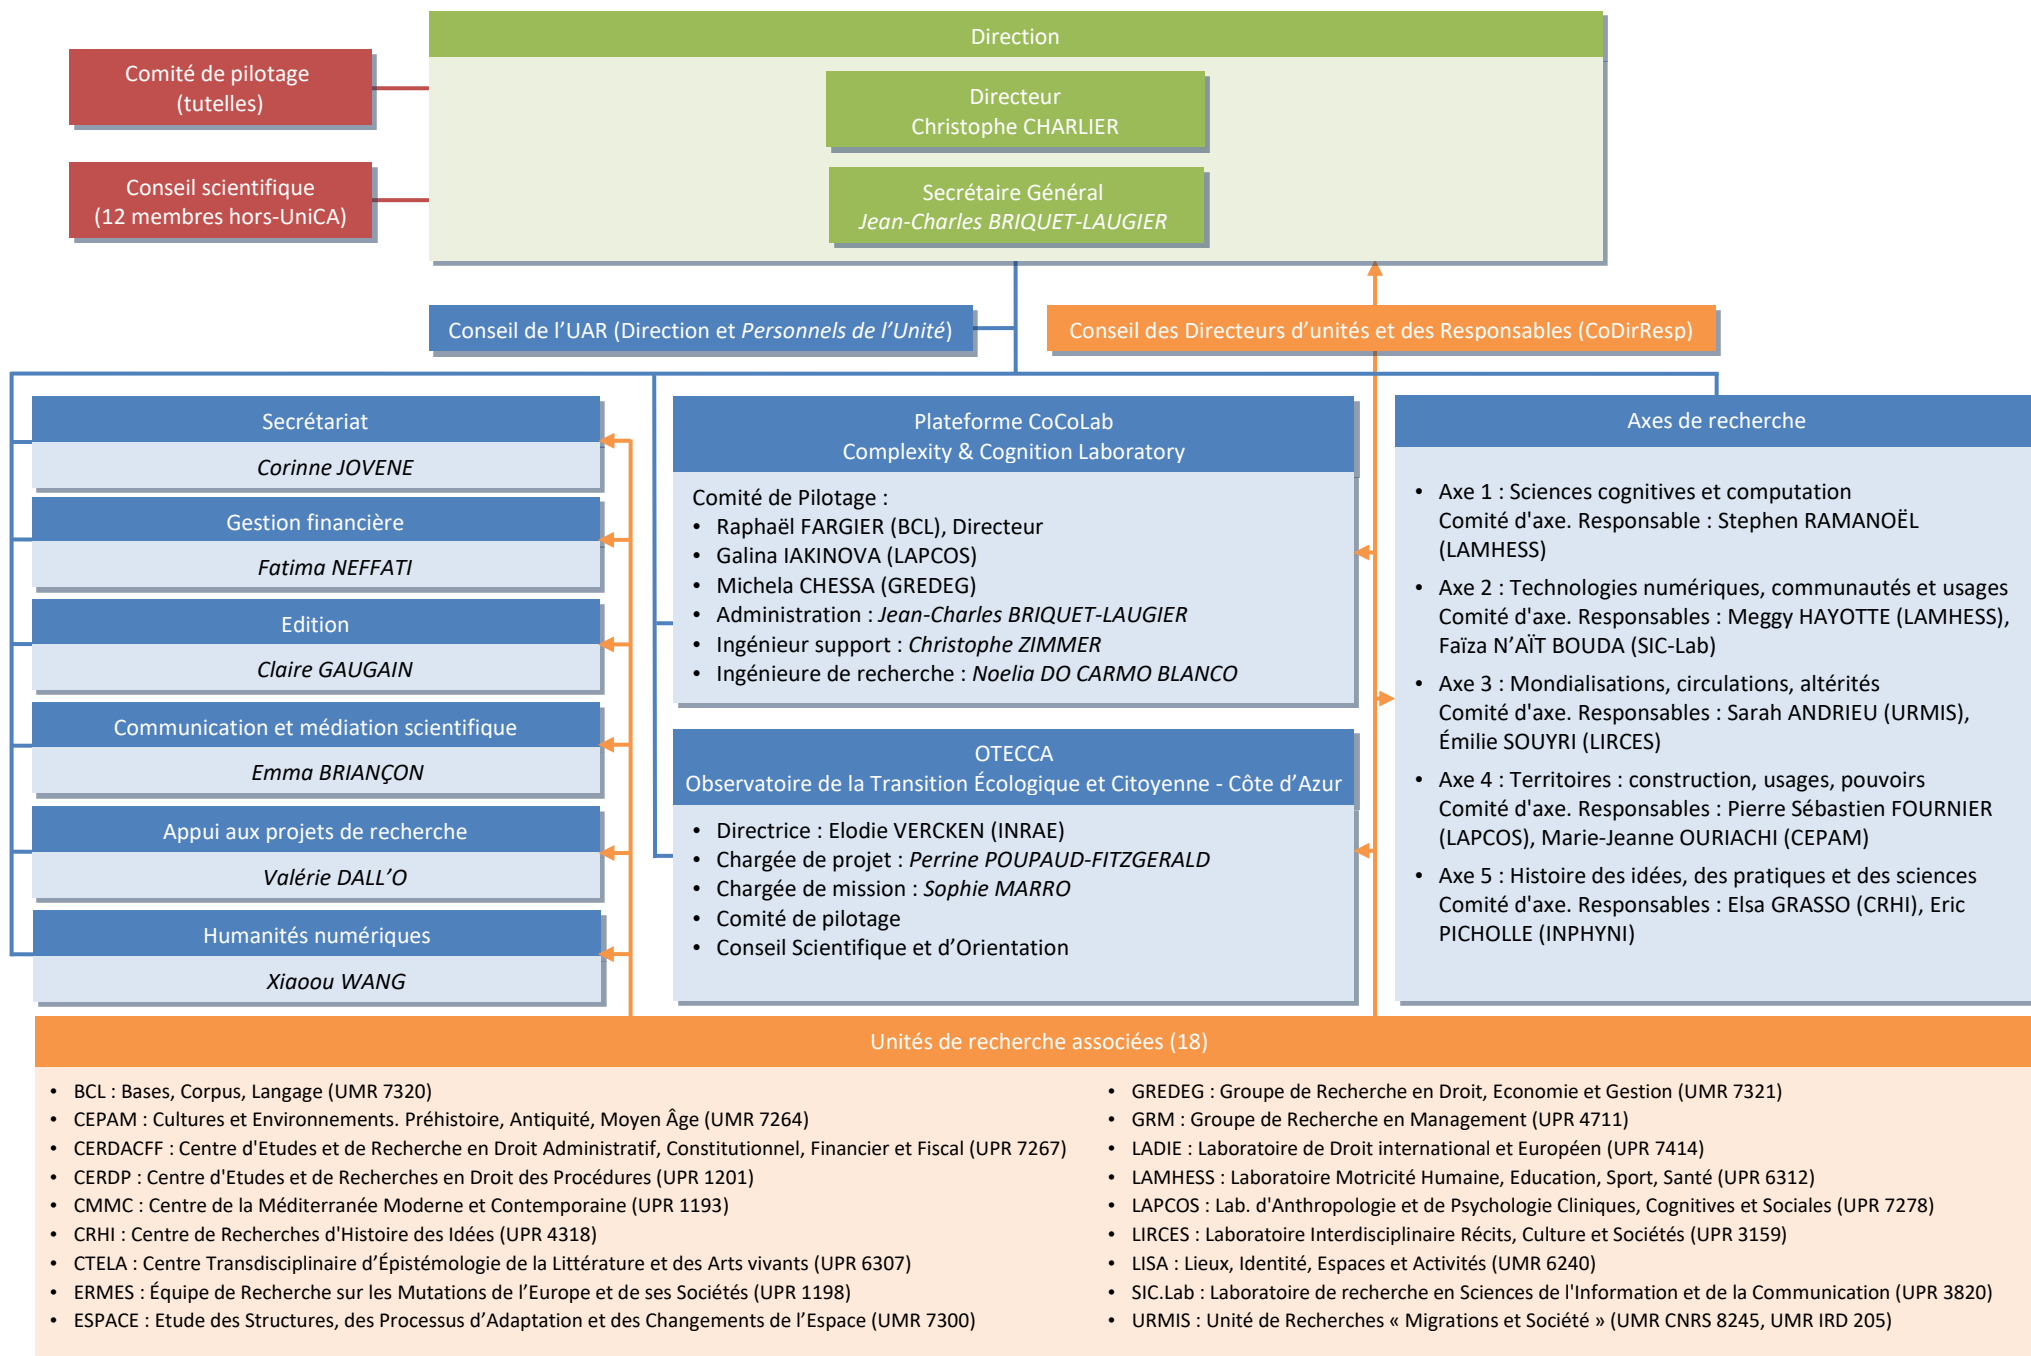 Direction
Comité de pilotage
(tutelles)
Directeur
Christophe CHARLIER
Conseil scientifique
(12 membres hors-UniCA)
Secrétaire Général
Jean-Charles BRIQUET-LAUGIER
Conseil de l’UAR (Direction et Personnels de l’Unité)
Conseil des Directeurs d’unités et des Responsables (CoDirResp)
Secrétariat
Corinne JOVENE
Gestion financière
Fatima NEFFATI
Edition
Claire GAUGAIN
Communication et médiation scientifique
Emma BRIANÇON
Appui aux projets de recherche
Valérie DALL’O
Humanités numériques
Xiaoou WANG
Plateforme CoCoLab
Complexity & Cognition Laboratory
Comité de Pilotage :
• Raphaël FARGIER (BCL), Directeur
• Galina IAKINOVA (LAPCOS)
• Michela CHESSA (GREDEG)
• Administration : Jean-Charles BRIQUET-LAUGIER
• Ingénieur support : Christophe ZIMMER
• Ingénieure de recherche : Noelia DO CARMO BLANCO
OTECCA
Observatoire de la Transition Écologique et Citoyenne - Côte d’Azur
• Directrice : Elodie VERCKEN (INRAE)
• Chargée de projet : Perrine POUPAUD-FITZGERALD
• Chargée de mission : Sophie MARRO
• Comité de pilotage
• Conseil Scientifique et d’Orientation
Axes de recherche
• Axe 1 : Sciences cognitives et computation
Comité d'axe. Responsable : Stephen RAMANOËL
(LAMHESS)
• Axe 2 : Technologies numériques, communautés et usages
Comité d'axe. Responsables : Meggy HAYOTTE (LAMHESS),
Faïza N’AÏT BOUDA (SIC-Lab)
• Axe 3 : Mondialisations, circulations, altérités
Comité d'axe. Responsables : Sarah ANDRIEU (URMIS),
Émilie SOUYRI (LIRCES)
• Axe 4 : Territoires : construction, usages, pouvoirs
Comité d'axe. Responsables : Pierre Sébastien FOURNIER
(LAPCOS), Marie-Jeanne OURIACHI (CEPAM)
• Axe 5 : Histoire des idées, des pratiques et des sciences
Comité d'axe. Responsables : Elsa GRASSO (CRHI), Eric
PICHOLLE (INPHYNI)
Unités de recherche associées (18)
• BCL : Bases, Corpus, Langage (UMR 7320)
• CEPAM : Cultures et Environnements. Préhistoire, Antiquité, Moyen Âge (UMR 7264)
• CERDACFF : Centre d'Etudes et de Recherche en Droit Administratif, Constitutionnel, Financier et Fiscal (UPR 7267)
• CERDP : Centre d'Etudes et de Recherches en Droit des Procédures (UPR 1201)
• CMMC : Centre de la Méditerranée Moderne et Contemporaine (UPR 1193)
• CRHI : Centre de Recherches d'Histoire des Idées (UPR 4318)
• CTELA : Centre Transdisciplinaire d’Épistémologie de la Littérature et des Arts vivants (UPR 6307)
• ERMES : Équipe de Recherche sur les Mutations de l’Europe et de ses Sociétés (UPR 1198)
• ESPACE : Etude des Structures, des Processus d’Adaptation et des Changements de l’Espace (UMR 7300)
• GREDEG : Groupe de Recherche en Droit, Economie et Gestion (UMR 7321)
• GRM : Groupe de Recherche en Management (UPR 4711)
• LADIE : Laboratoire de Droit international et Européen (UPR 7414)
• LAMHESS : Laboratoire Motricité Humaine, Education, Sport, Santé (UPR 6312)
• LAPCOS : Lab. d'Anthropologie et de Psychologie Cliniques, Cognitives et Sociales (UPR 7278)
• LIRCES : Laboratoire Interdisciplinaire Récits, Culture et Sociétés (UPR 3159)
• LISA : Lieux, Identité, Espaces et Activités (UMR 6240)
• SIC.Lab : Laboratoire de recherche en Sciences de l'Information et de la Communication (UPR 3820)
• URMIS : Unité de Recherches « Migrations et Société » (UMR CNRS 8245, UMR IRD 205)